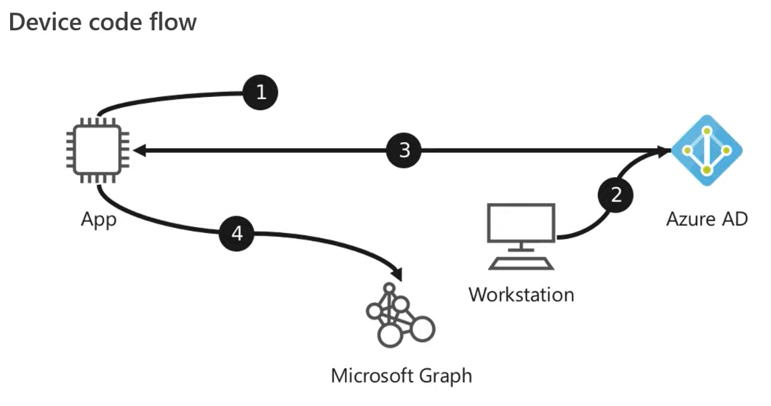 Device code flow
1
3
2
App
Azure AD
4
Workstation
Microsoft Graph